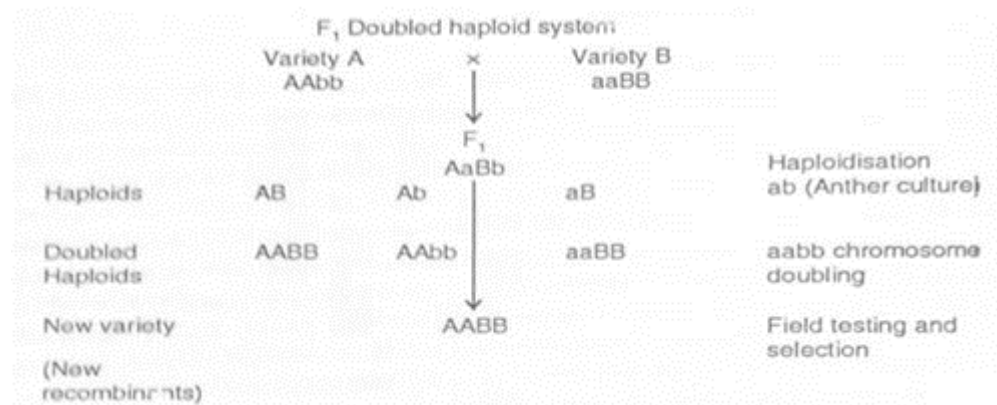 F₁ Doubled haploid system
Variety A × Variety B
AAbb aaBB
F₁
AaBb
Haploidisation
Haploids AB Ab aB ab (Anther culture)
Doubled Haploids AABB AAbb aaBB aabb chromosome doubling
New variety AABB Field testing and selection
(New
recombinants)